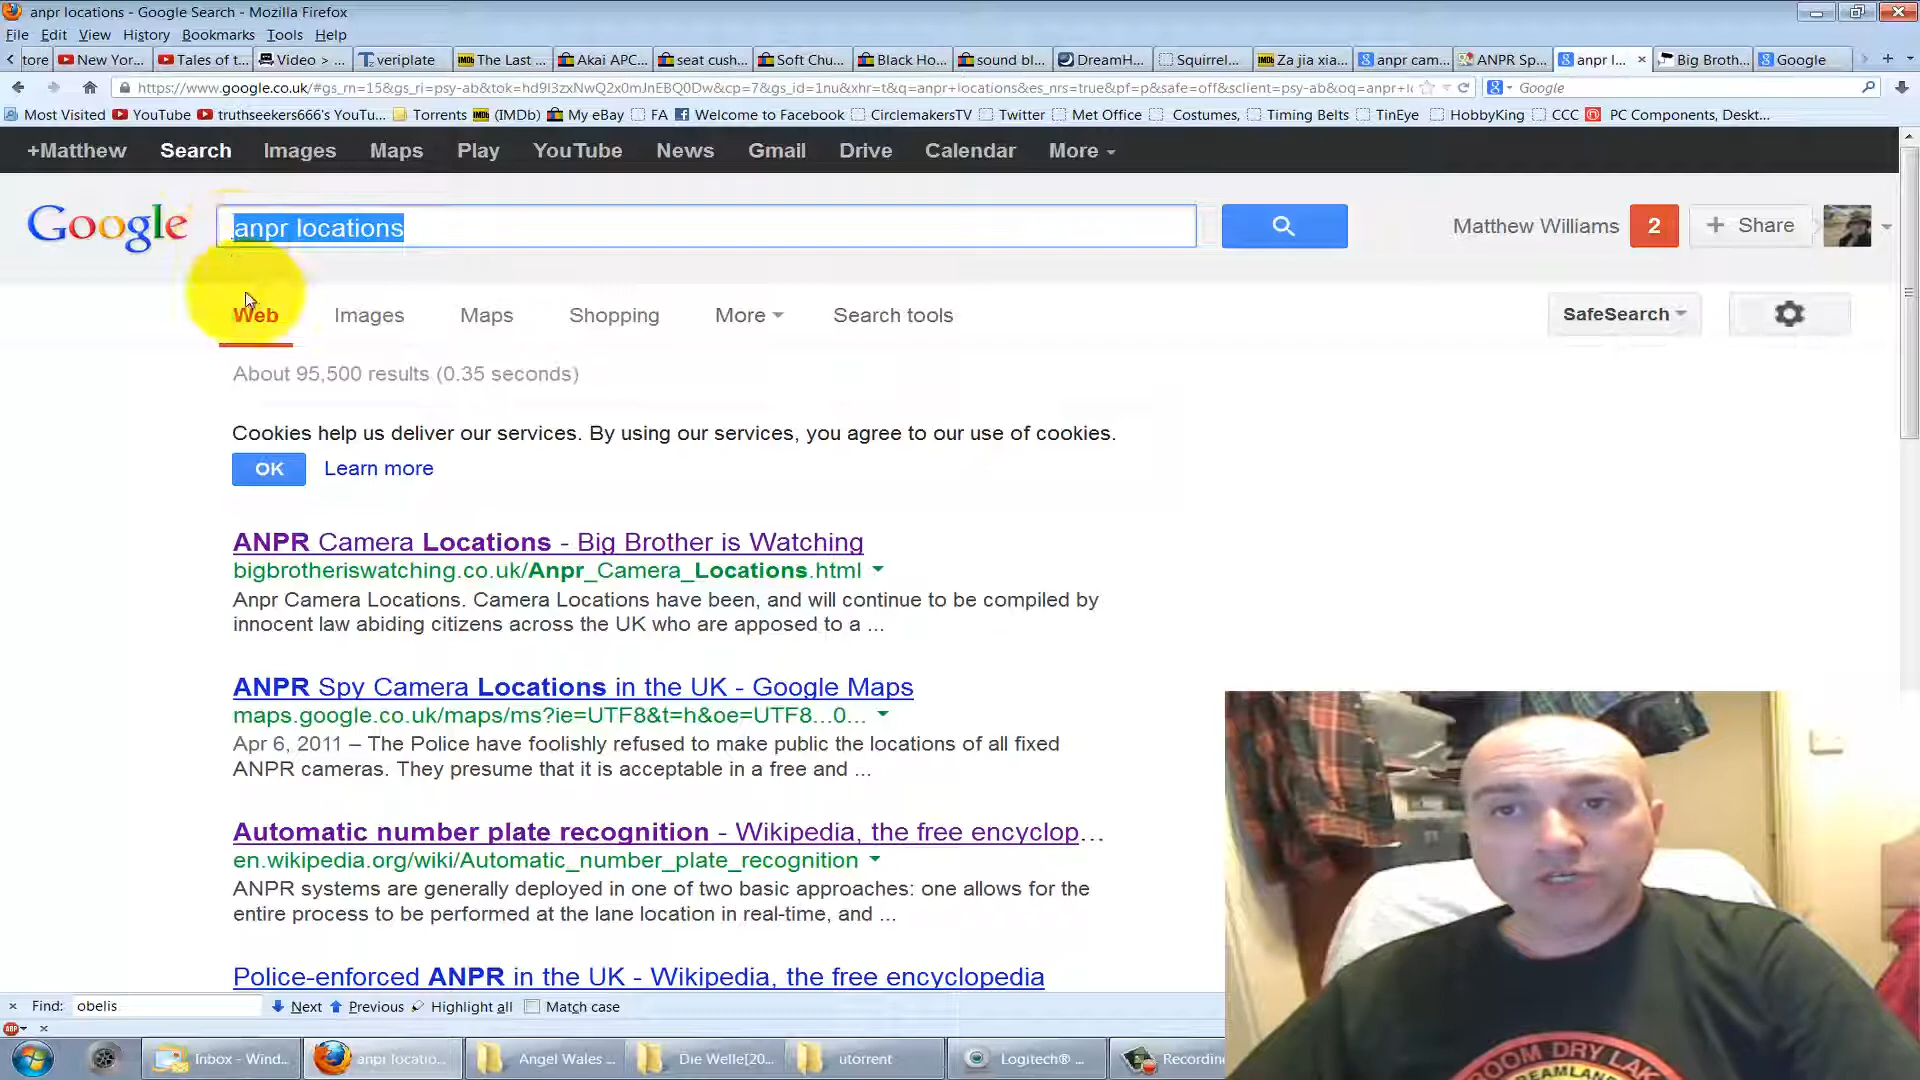 anpr locations - Google Search - Mozilla Firefox
File Edit View History Bookmarks Tools Help
tore New Yor... Tales of t... Video > ... veriplate The Last ... Akai APC... seat cush... Soft Chu... Black Ho... sound bl... DreamH... Squirrel... Za jia xia... anpr cam... ANPR Sp... anpr l... Big Broth... Google
https://www.google.co.uk/#gs_rn=15&gs_ri=psy-ab&tok=hd9I3zxNwQ2x0mJnEBQ0Dw&cp=7&gs_id=1nu&xhr=t&q=anpr+locations&es_nrs=true&pf=p&safe=off&sclient=psy-ab&oq=anpr+lc Google
Most Visited YouTube truthseekers666's YouTu... Torrents (IMDb) My eBay FA Welcome to Facebook CirclemakersTV Twitter Met Office Costumes, Timing Belts TinEye HobbyKing CCC PC Components, Deskt...
+Matthew Search Images Maps Play YouTube News Gmail Drive Calendar More
Google anpr locations Matthew Williams 2 + Share
Web Images Maps Shopping More Search tools SafeSearch
About 95,500 results (0.35 seconds)
Cookies help us deliver our services. By using our services, you agree to our use of cookies.
OK Learn more
ANPR Camera Locations - Big Brother is Watching
bigbrotheriswatching.co.uk/Anpr_Camera_Locations.html
Anpr Camera Locations. Camera Locations have been, and will continue to be compiled by
innocent law abiding citizens across the UK who are apposed to a ...
ANPR Spy Camera Locations in the UK - Google Maps
maps.google.co.uk/maps/ms?ie=UTF8&t=h&oe=UTF8...0...
Apr 6, 2011 – The Police have foolishly refused to make public the locations of all fixed
ANPR cameras. They presume that it is acceptable in a free and ...
Automatic number plate recognition - Wikipedia, the free encyclop...
en.wikipedia.org/wiki/Automatic_number_plate_recognition
ANPR systems are generally deployed in one of two basic approaches: one allows for the
entire process to be performed at the lane location in real-time, and ...
Police-enforced ANPR in the UK - Wikipedia, the free encyclopedia
Find: obelis Next Previous Highlight all Match case
ABP
Inbox - Wind... anpr locatio... Angel Wales ... Die Welle[20... utorrent Logitech® ... Recordin
ROOM DRY LAK
REAMLAN